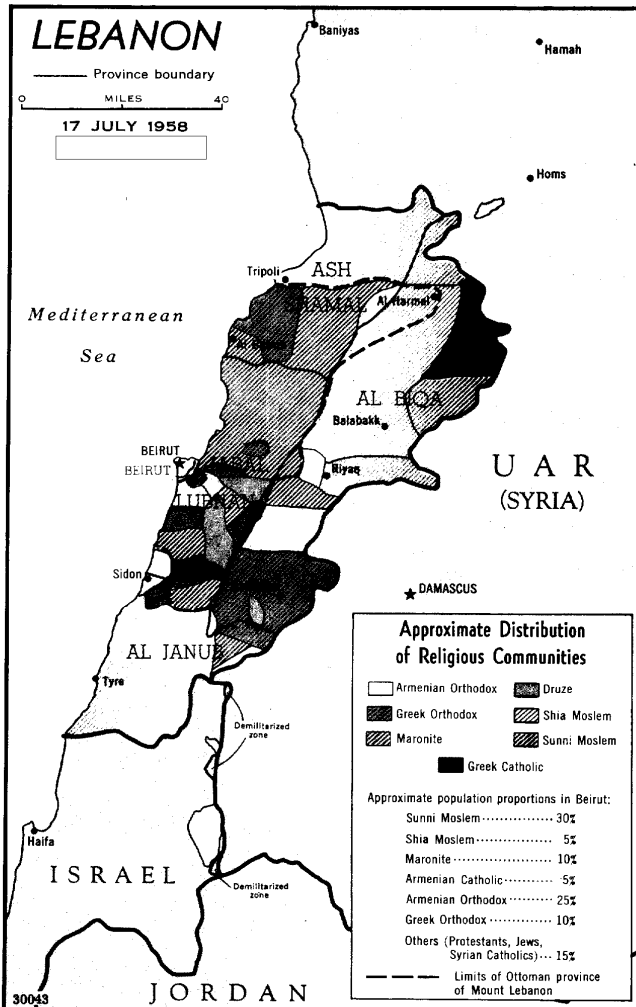 LEBANON
Province boundary
0 MILES 40
17 JULY 1958
Baniyas
Hamah
Homs
Tripoli
ASH
SHAMAL
Al Harmal
Mediterranean
Sea
AL BIQA
Balabakk
BEIRUT
BEIRUT
JABAL
Riyaq
LUBNAN
UAR
(SYRIA)
Sidon
DAMASCUS
AL JANUB
Tyre
Demilitarized
zone
Haifa
ISRAEL
Demilitarized
zone
JORDAN
30043
Approximate Distribution
of Religious Communities
Armenian Orthodox
Druze
Greek Orthodox
Shia Moslem
Maronite
Sunni Moslem
Greek Catholic
Approximate population proportions in Beirut:
Sunni Moslem ............ 30%
Shia Moslem ............ 5%
Maronite ............ 10%
Armenian Catholic ........ 5%
Armenian Orthodox ....... 25%
Greek Orthodox .......... 10%
Others (Protestants, Jews,
Syrian Catholics)... 15%
Limits of Ottoman province
of Mount Lebanon